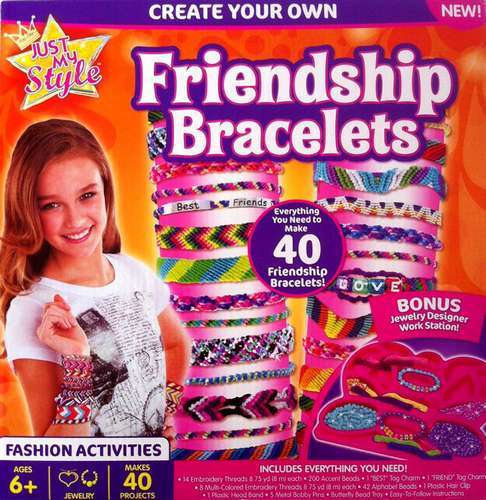 CREATE YOUR OWN
NEW!
JUST
My
Style
Friendship
Bracelets
Best Friends
Everything
You Need to
Make
40
Friendship
Bracelets!
LOVE
BONUS
Jewelry Designer
Work Station!
FASHION ACTIVITIES
AGES
6+
JEWELRY
MAKES
40
PROJECTS
INCLUDES EVERYTHING YOU NEED!
• 14 Embroidery Threads 8.75 yd (8 m) each • 200 Accent Beads • 1 "BEST" Tag Charm • 1 "FRIEND" Tag Charm
• 8 Multi-Colored Embroidery Threads 8.75 yd (8 m) each • 42 Alphabet Beads • 1 Plastic Hair Clip
• 1 Plastic Head Band • 5 Metal Bobby Pins • Butterfly Bead Tray • Easy-To-Follow Instructions